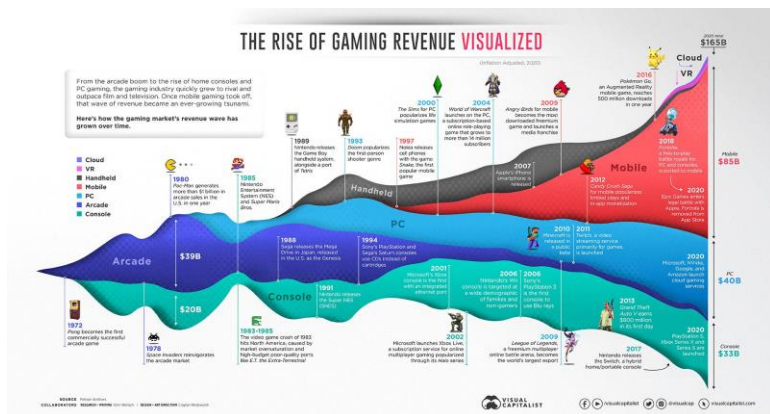 THE RISE OF GAMING REVENUE VISUALIZED
(Inflation Adjusted, 2020)
2020 total
$165B
From the arcade boom to the rise of home consoles and
PC gaming, the gaming industry quickly grew to rival and
outpace film and television. Once mobile gaming took off,
that wave of revenue became an ever-growing tsunami.
Here's how the gaming market's revenue wave has
grown over time.
Cloud
VR
Handheld
Mobile
PC
Arcade
Console
1972
Pong becomes the first
commercially successful
arcade game
1978
Space Invaders reinvigorates
the arcade market.
1980
Pac-Man generates
more than $1 billion in
arcade sales in the
U.S. in one year
Arcade
$39B
$20B
1985
Nintendo
Entertainment
System (NES)
and Super Mario
Bros.
1983-1985
The video game crash of 1983
hits North America, caused by
market oversaturation and
high-budget poor-quality ports
like E.T. the Extra-Terrestrial
1988
Sega releases the Mega
Drive in Japan, released
in the U.S. as the Genesis
1989
Nintendo releases
the Game Boy
handheld system,
alongside a port
of Tetris
Console
1991
Nintendo releases
the Super NES
(SNES)
1993
Doom popularizes
the first-person
shooter game
Handheld
1994
Sony's PlayStation and
Sega's Saturn consoles
use CDs instead of
cartridges
1997
Nokia releases
cell phones with
the game
Snake, the first
popular mobile
game
PC
2000
The Sims for PC
popularizes life
simulation games
2001
Microsoft's Xbox
console is the first
with an integrated
ethernet port
2002
Microsoft launches Xbox Live,
a subscription service for online
multiplayer gaming popularized
through its Halo series
2004
World of Warcraft
launches on the PC,
a subscription-based
online role-playing
game that grows to
more than 14 million
subscribers
2006
Nintendo's Wii
console is targeted at
a wide demographic
of families and
non-gamers
2006
Sony's
PlayStation 3
is the first
console to
use Blu-rays
2007
Apple's iPhone
smartphone is
released
2009
Angry Birds for mobile
becomes the most
downloaded freemium
game and launches a
media franchise
2009
League of Legends,
a freemium multiplayer
online battle arena, becomes
the world's largest esport
2010
Minecraft is
released in
a public
beta
2011
Twitch, a video
streaming service
primarily for games,
is launched
2012
Candy Crush Saga
for mobile popularizes
limited plays and
in-app monetization
2013
Grand Theft
Auto V earns
$800 million
in its first day
Mobile
2016
Pokémon Go,
an Augmented Reality
mobile game, reaches
500 million downloads
in one year
2017
Nintendo releases
the Switch, a hybrid
home/portable console
2018
Fortnite,
a free-to-play
battle royale for
PC and consoles,
is ported to mobile
2020
Epic Games enters
legal battle with
Apple, Fortnite is
removed from
App Store
2020
Microsoft, Nvidia,
Google, and
Amazon launch
cloud gaming
services
2020
PlayStation 5,
Xbox Series X and
Series S are
launched
Cloud
VR
Mobile
$85B
PC
$40B
Console
$33B
SOURCE Pelham Smithers
COLLABORATORS RESEARCH + WRITING Omri Wallach | DESIGN + ART DIRECTION Clayton Wadsworth
VISUAL
CAPITALIST
/visualcapitalist
@visualcap
visualcapitalist.com